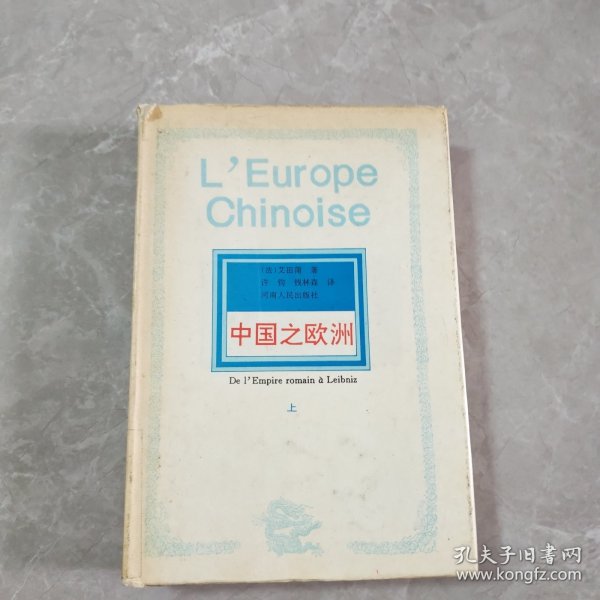 L'Europe
Chinoise
（法）艾田蒲 著
许钧 钱林森 译
河南人民出版社
中国之欧洲
De l'Empire romain à Leibniz
上
孔夫子旧书网
www.kongfz.com